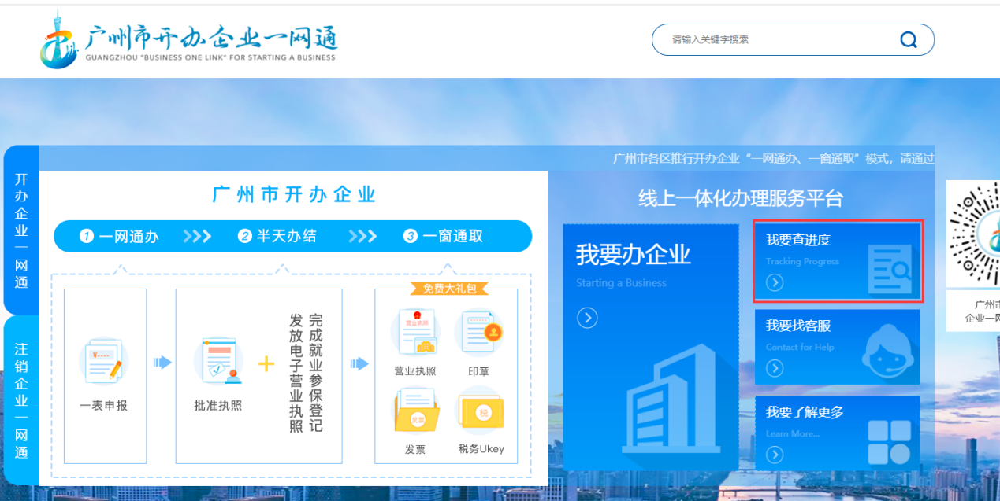 广州市开办企业一网通
GUANGZHOU "BUSINESS ONE LINK" FOR STARTING A BUSINESS
请输入关键字搜索
广州市各区推行开办企业“一网通办、一窗通取”模式，请通过
开办企业一网通
注销企业一网通
广州市开办企业
1 一网通办
2 半天办结
3 一窗通取
一表申报
批准执照
+
完成就业参保登记
发放电子营业执照
免费大礼包
营业执照
营业执照
印章
发票
发票
税
税务Ukey
线上一体化办理服务平台
我要办企业
Starting a Business
我要查进度
Tracking Progress
我要找客服
Contact for Help
我要了解更多
Learn More...
广州市
企业一网